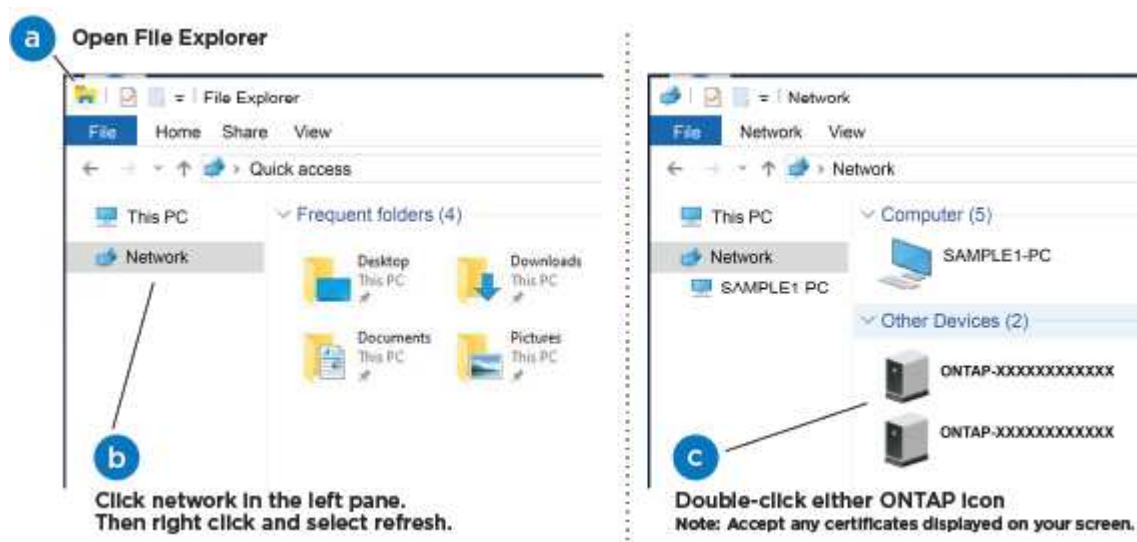 a
Open File Explorer
File Explorer
File Home Share View
Quick access
This PC
Network
Frequent folders (4)
Desktop
This PC
Downloads
This PC
Documents
This PC
Pictures
This PC
b
Click network in the left pane.
Then right click and select refresh.
Network
File Network View
Network
This PC
Network
SAMPLE1 PC
Computer (5)
SAMPLE1-PC
Other Devices (2)
ONTAP-XXXXXXXXXXXX
ONTAP-XXXXXXXXXXXX
c
Double-click either ONTAP icon
Note: Accept any certificates displayed on your screen.